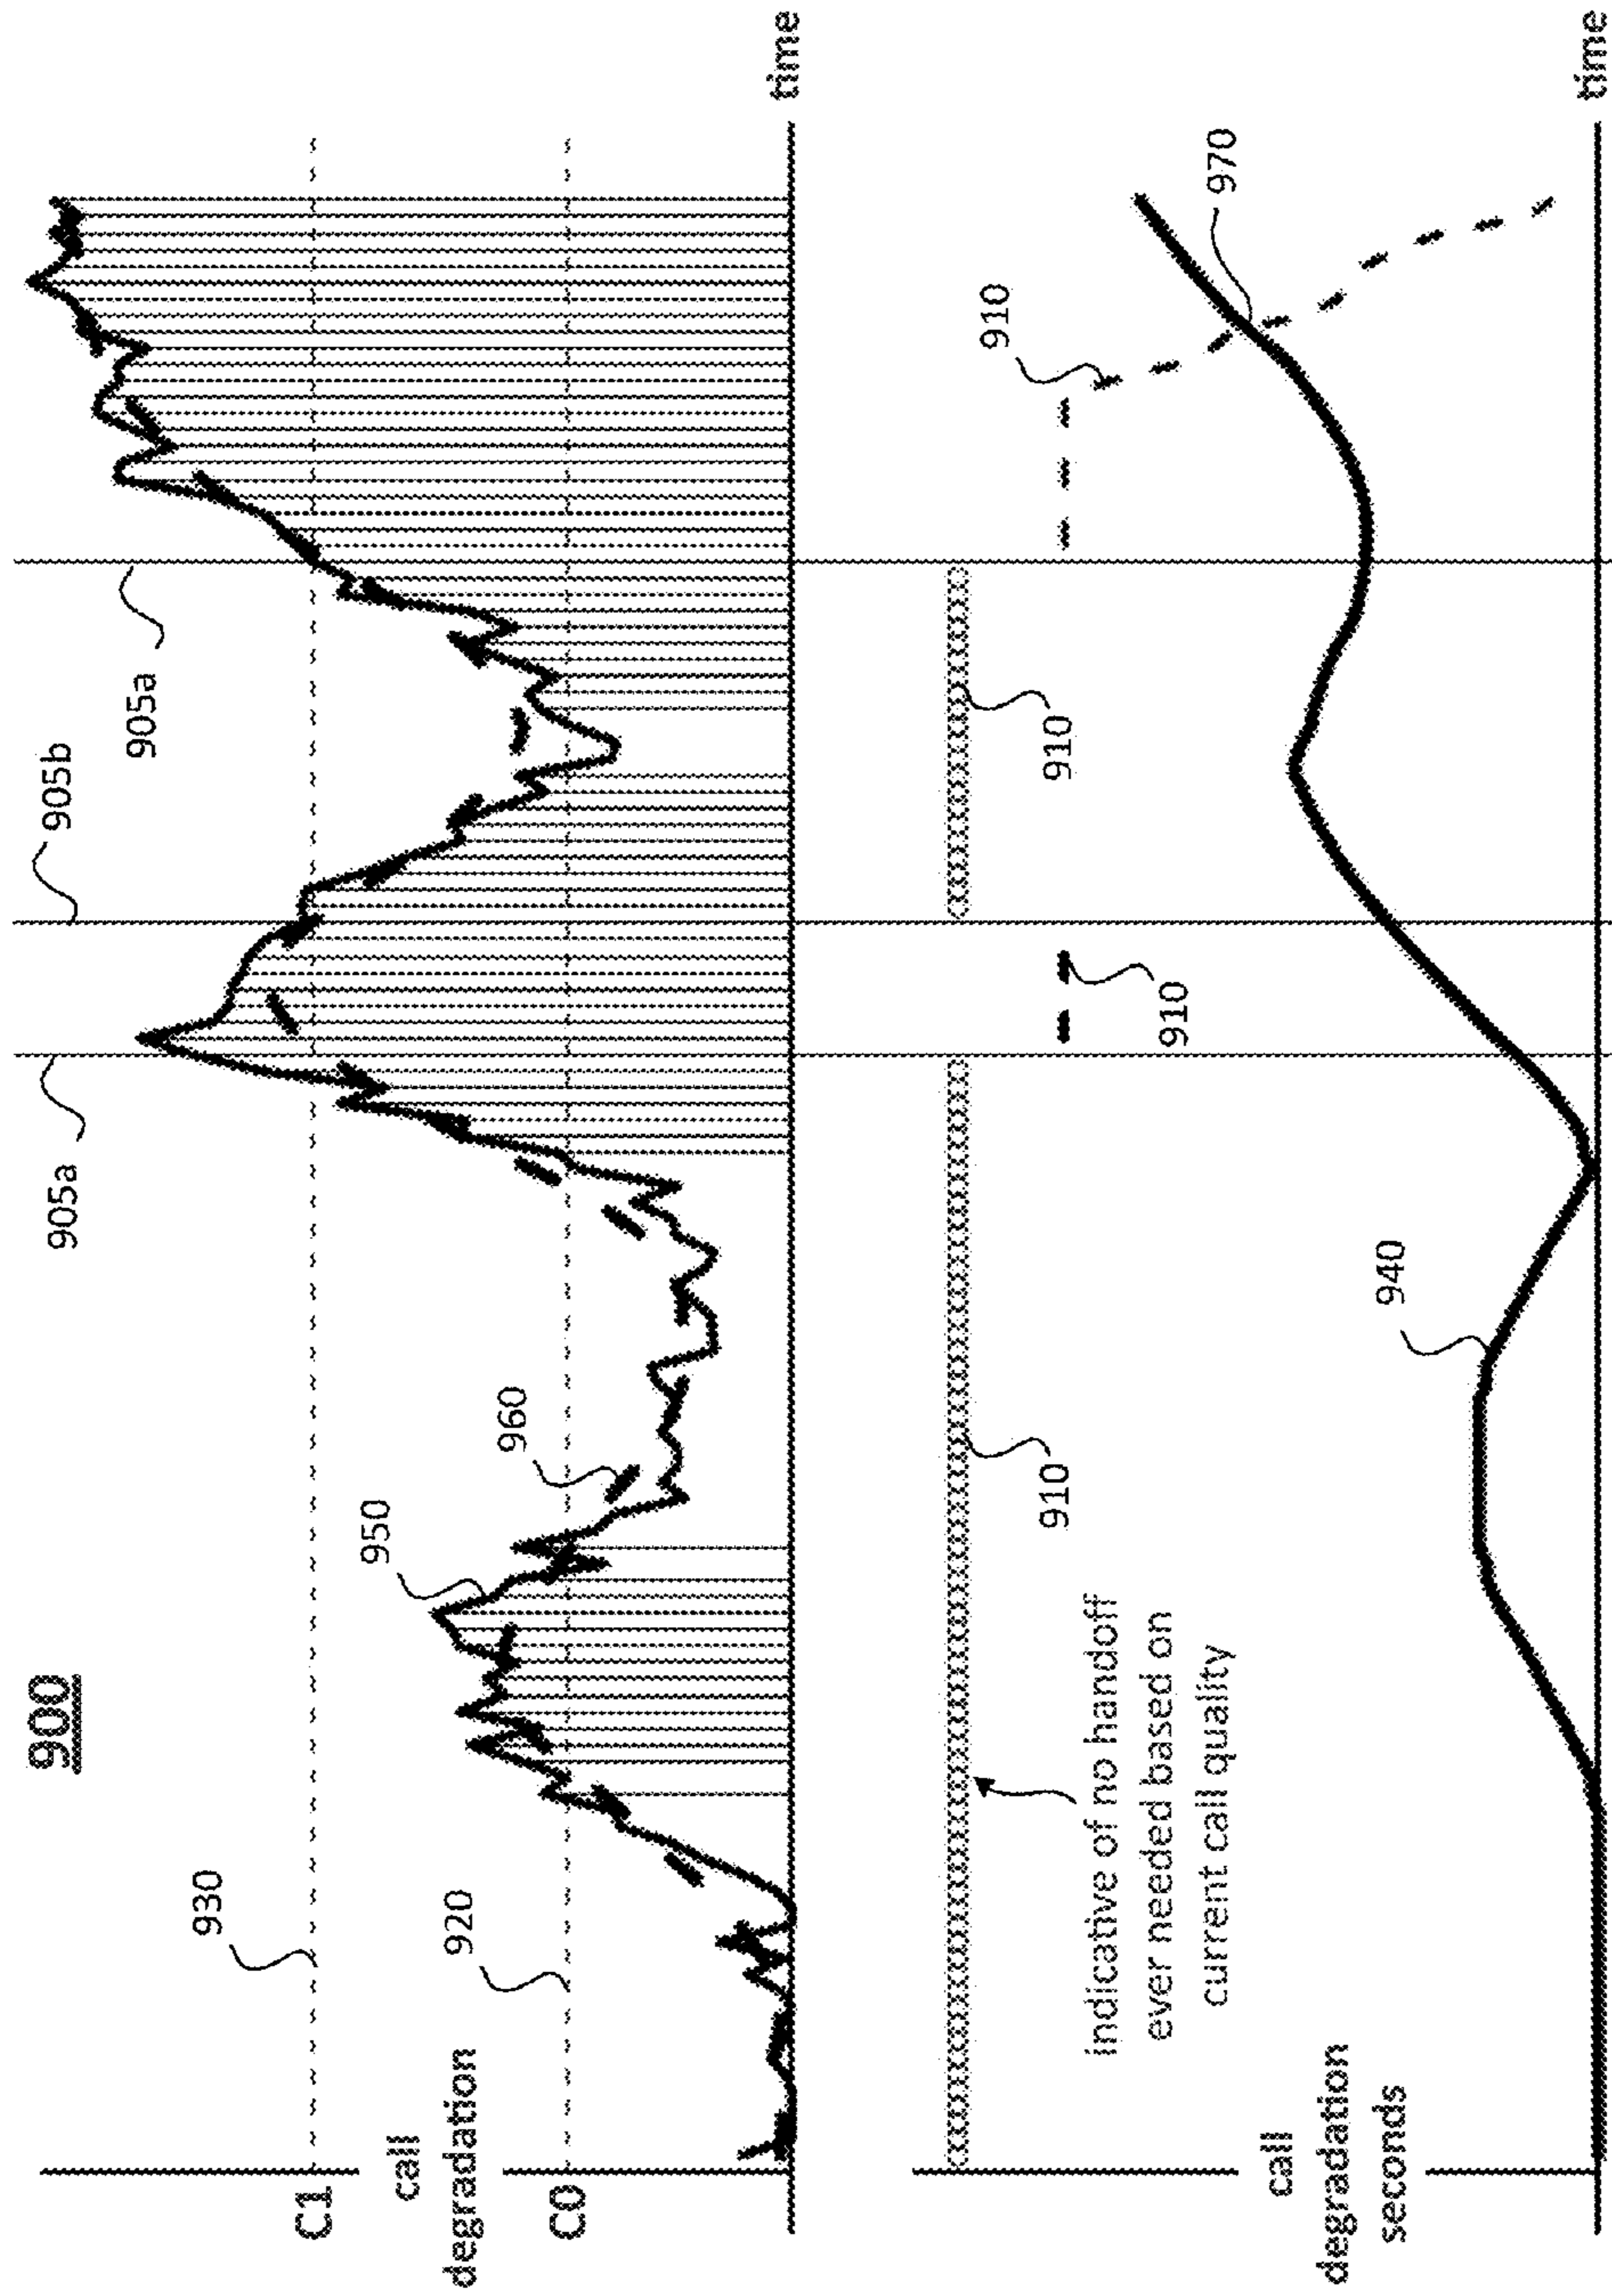 900
930
920
950
960
905a
905b
905a
C1
call
degradation
C0
time
910
910
910
910
indicative of no handoff
ever needed based on
current call quality
940
970
call
degradation
seconds
time